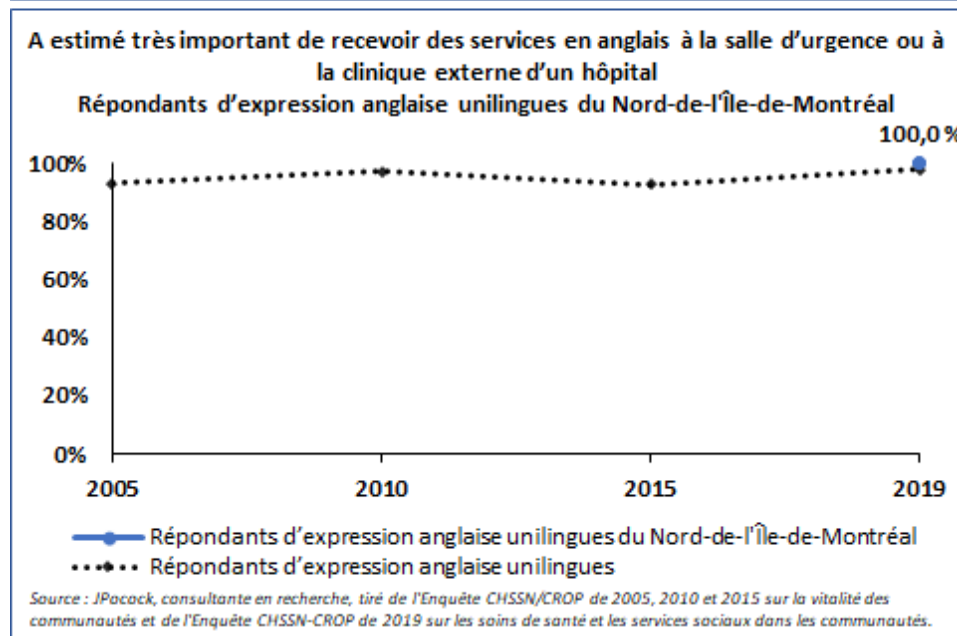 A estimé très important de recevoir des services en anglais à la salle d'urgence ou à
la clinique externe d'un hôpital
Répondants d'expression anglaise unilingues du Nord-de-l'Île-de-Montréal
100,0 %
100%
80%
60%
40%
20%
0%
2005 2010 2015 2019
Répondants d'expression anglaise unilingues du Nord-de-l'Île-de-Montréal
Répondants d'expression anglaise unilingues
Source : JPocock, consultante en recherche, tiré de l'Enquête CHSSN/CROP de 2005, 2010 et 2015 sur la vitalité des
communautés et de l'Enquête CHSSN-CROP de 2019 sur les soins de santé et les services sociaux dans les communautés.